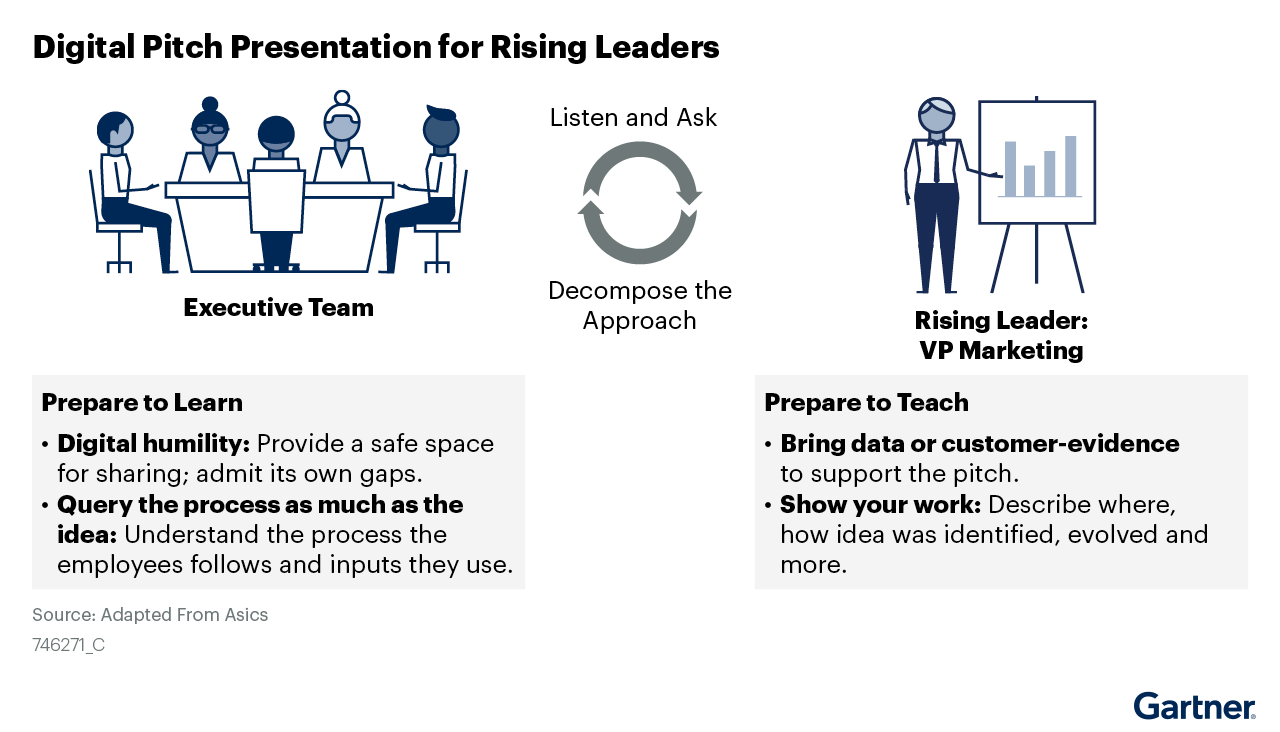 Digital Pitch Presentation for Rising Leaders
Listen and Ask
Decompose the
Approach
Executive Team
Rising Leader:
VP Marketing
Prepare to Learn
• Digital humility: Provide a safe space
for sharing; admit its own gaps.
• Query the process as much as the
idea: Understand the process the
employees follows and inputs they use.
Prepare to Teach
• Bring data or customer-evidence
to support the pitch.
• Show your work: Describe where,
how idea was identified, evolved and
more.
Source: Adapted From Asics
746271_C
Gartner®